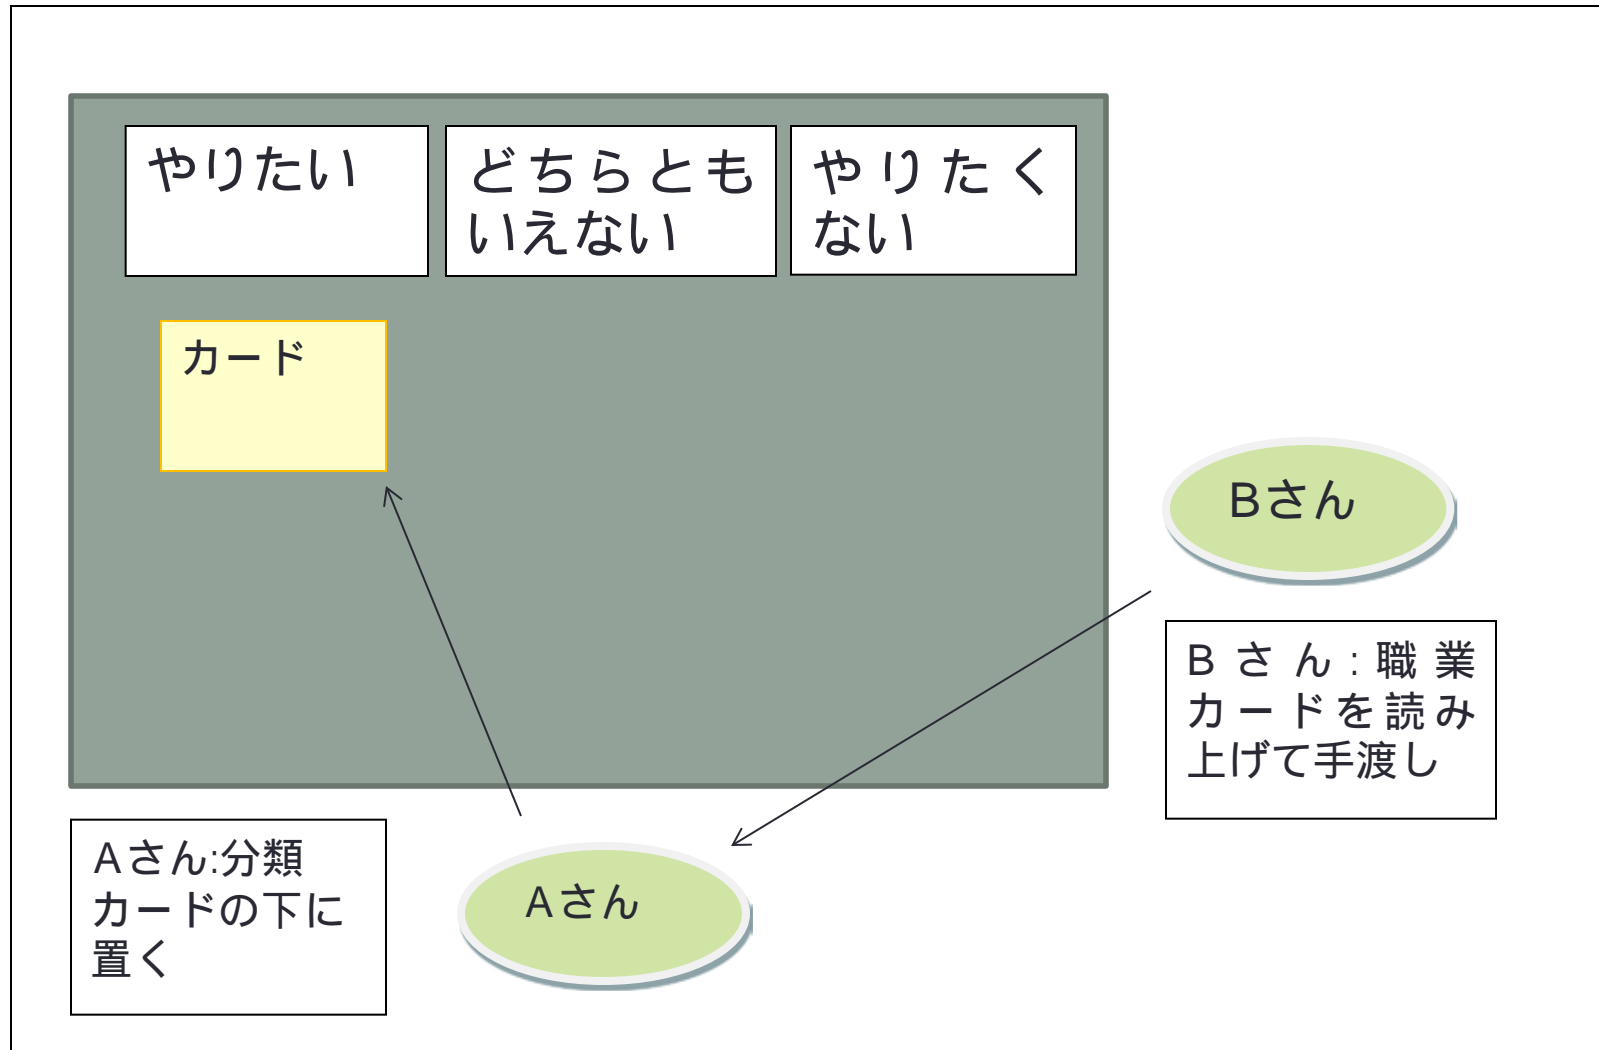 やりたい
どちらとも
いえない
やりたく
ない
カード
Bさん
Bさん:職業
カードを読み
上げて手渡し
Aさん:分類
カードの下に
置く
Aさん